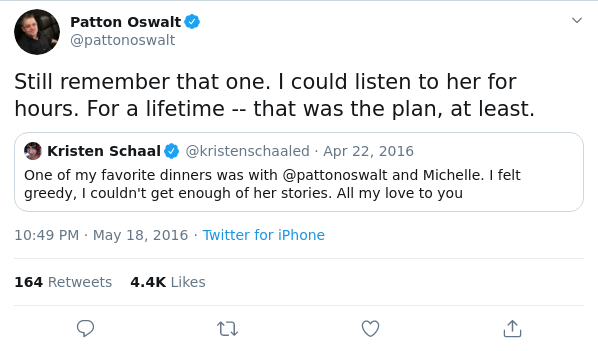 Patton Oswalt
@pattonoswalt
Still remember that one. I could listen to her for
hours. For a lifetime -- that was the plan, at least.
Kristen Schaal @kristenschaaled · Apr 22, 2016
One of my favorite dinners was with @pattonoswalt and Michelle. I felt
greedy, I couldn't get enough of her stories. All my love to you
10:49 PM · May 18, 2016 · Twitter for iPhone
164 Retweets 4.4K Likes